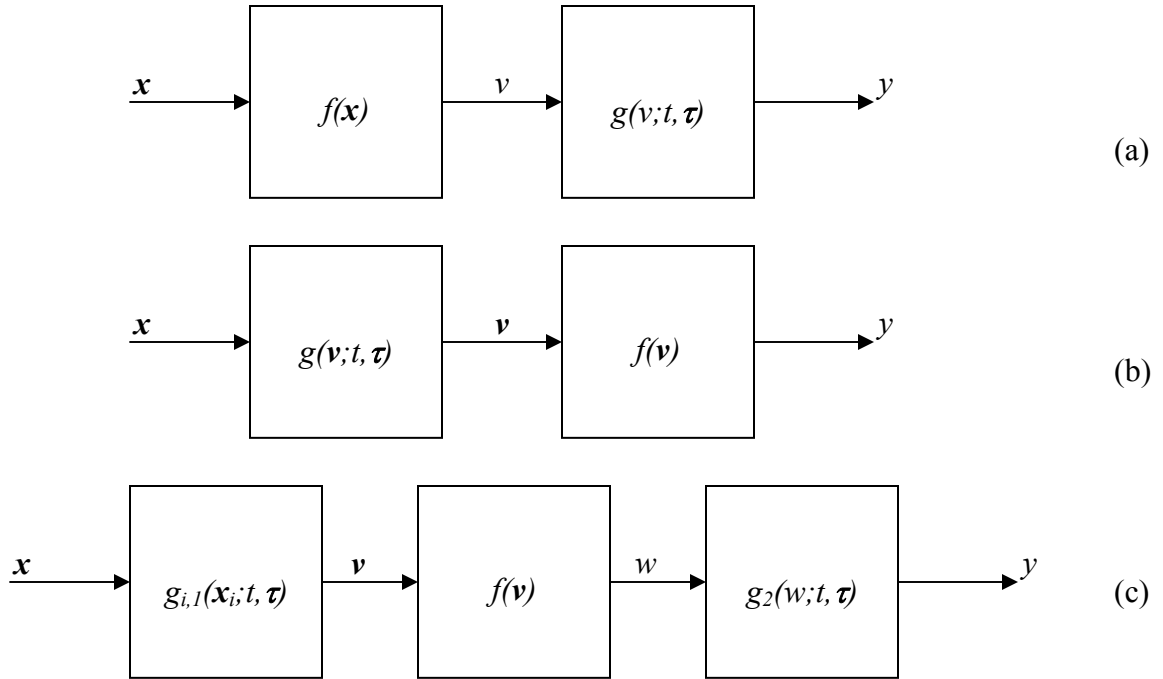 x
f(x)
v
g(v;t,τ)
y
(a)
x
g(v;t,τ)
v
f(v)
y
(b)
x
g_{i,1}(x_i;t,τ)
v
f(v)
w
g_2(w;t,τ)
y
(c)